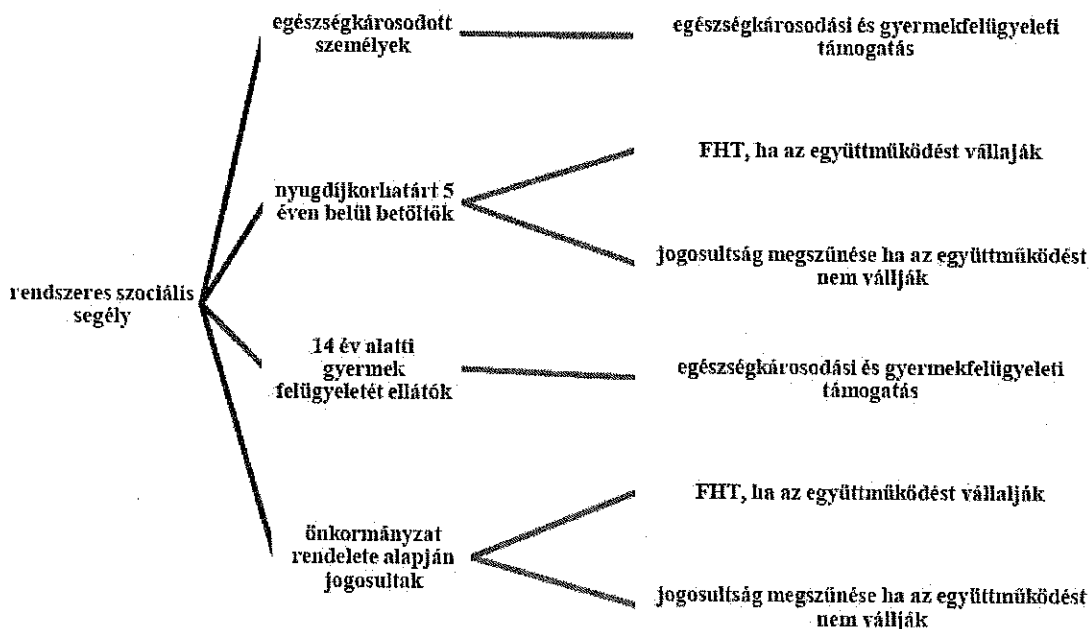 egészségkárosodott
személyek
egészségkárosodási és gyermekfelügyeleti
támogatás
FHT, ha az együttműködést vállaják
nyugdíjkorhatárt 5
éven belül betöltők
jogosultság megszűnése ha az együttműködést
nem vállják
rendszeres szociális
segély
14 év alatti
gyermek
felügyeletét ellátók
egészségkárosodási és gyermekfelügyeleti
támogatás
FHT, ha az együttműködést vállalják
önkormányzat
rendelete alapján
jogosultak
jogosultság megszűnése ha az együttműködést
nem vállják